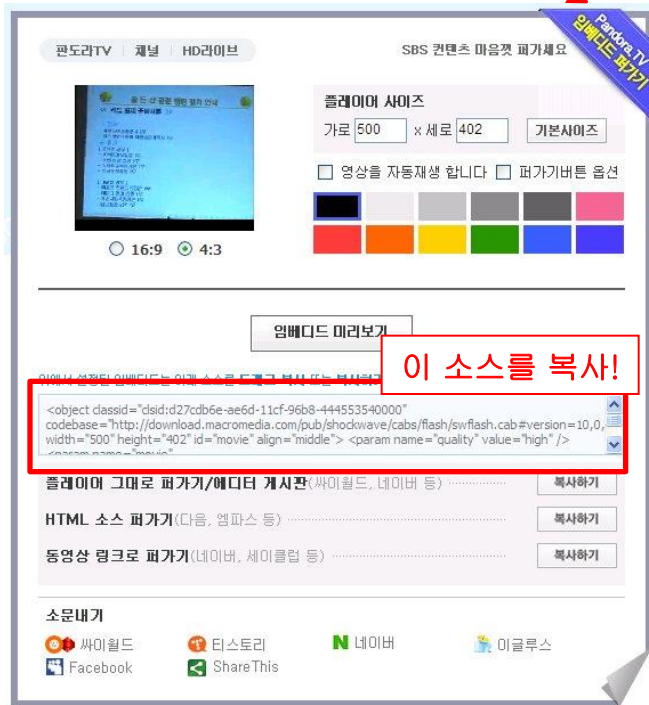 Pandora.TV
임베디드 퍼가기
판도라TV 채널 HD라이브
SBS 컨텐츠 마음껏 퍼가세요
플레이어 사이즈
가로 500 x 세로 402 기본사이즈
영상을 자동재생 합니다 퍼가기버튼 옵션
16:9 4:3
임베디드 미리보기
이 소스를 복사!
<object classid="clsid:d27cdb6e-ae6d-11cf-96b8-444553540000"
codebase="http://download.macromedia.com/pub/shockwave/cabs/flash/swflash.cab#version=10,0,
width="500" height="402" id="movie" align="middle"> <param name="quality" value="high" />
<param name="movie"
플레이어 그대로 퍼가기/에디터 게시판(싸이월드, 네이버 등) 복사하기
HTML 소스 퍼가기(다음, 엠파스 등) 복사하기
동영상 링크로 퍼가기(네이버, 세이클럽 등) 복사하기
소문내기
싸이월드 티스토리 네이버 이글루스
Facebook ShareThis